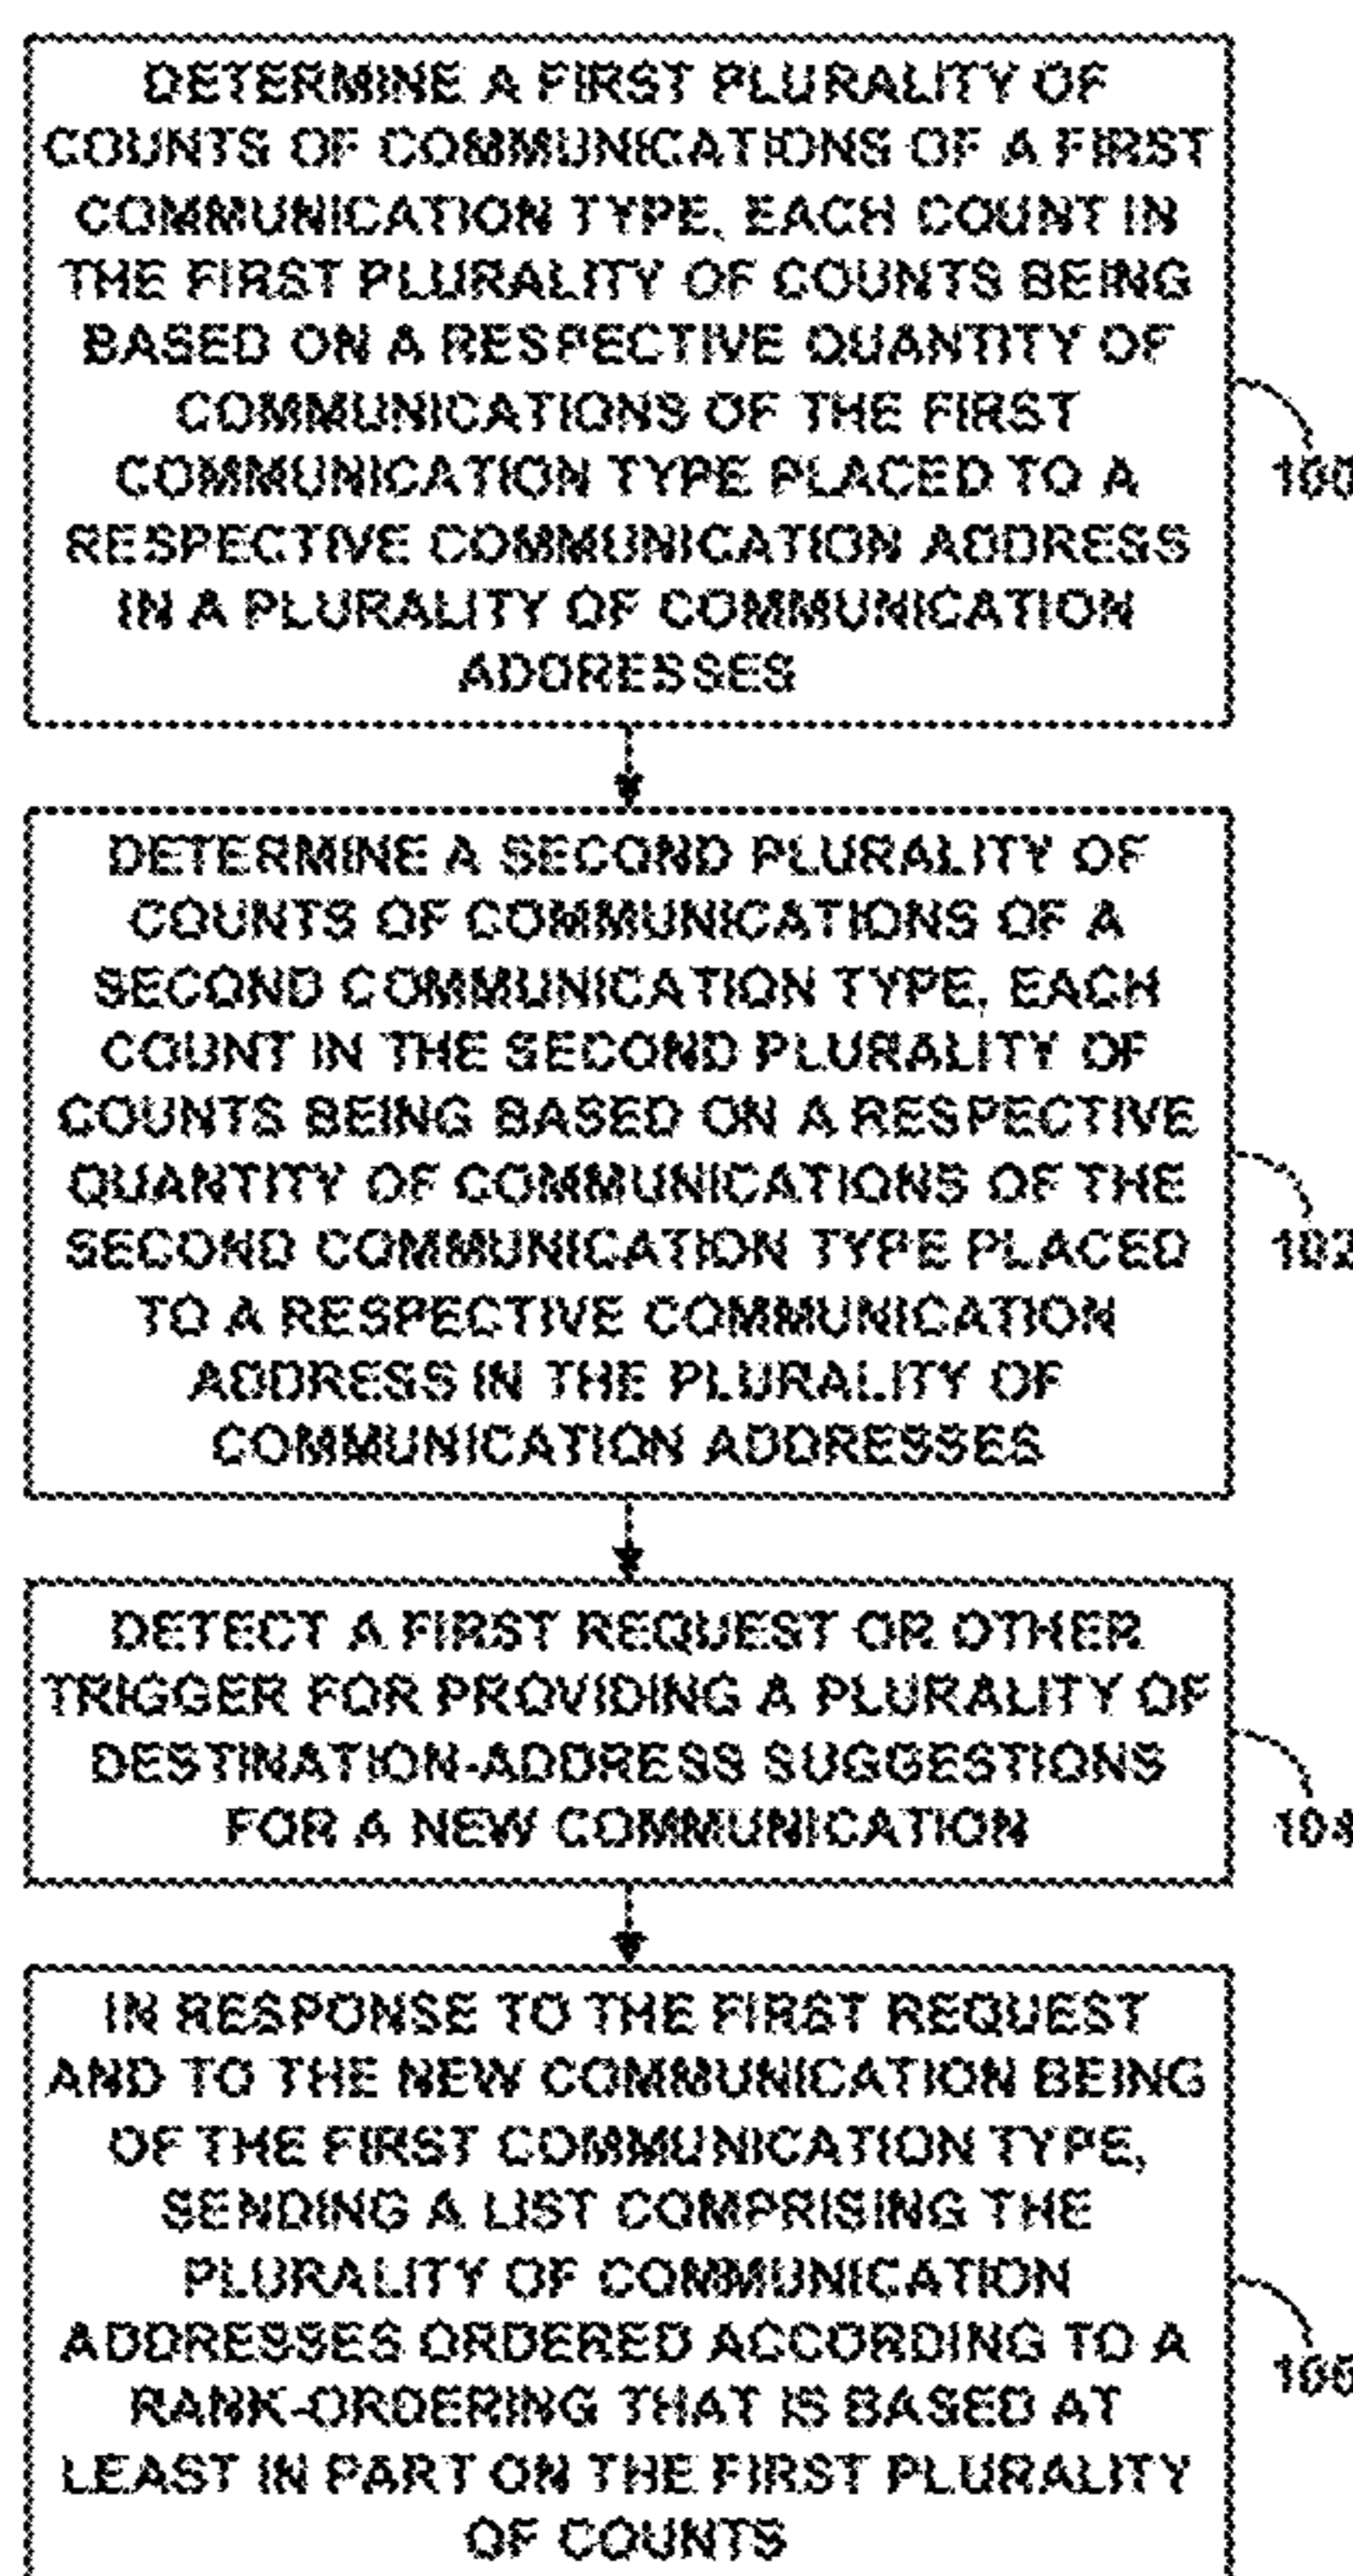 DETERMINE A FIRST PLURALITY OF
COUNTS OF COMMUNICATIONS OF A FIRST
COMMUNICATION TYPE, EACH COUNT IN
THE FIRST PLURALITY OF COUNTS BEING
BASED ON A RESPECTIVE QUANTITY OF
COMMUNICATIONS OF THE FIRST
COMMUNICATION TYPE PLACED TO A
RESPECTIVE COMMUNICATION ADDRESS
IN A PLURALITY OF COMMUNICATION
ADDRESSES
100
DETERMINE A SECOND PLURALITY OF
COUNTS OF COMMUNICATIONS OF A
SECOND COMMUNICATION TYPE, EACH
COUNT IN THE SECOND PLURALITY OF
COUNTS BEING BASED ON A RESPECTIVE
QUANTITY OF COMMUNICATIONS OF THE
SECOND COMMUNICATION TYPE PLACED
TO A RESPECTIVE COMMUNICATION
ADDRESS IN THE PLURALITY OF
COMMUNICATION ADDRESSES
102
DETECT A FIRST REQUEST OR OTHER
TRIGGER FOR PROVIDING A PLURALITY OF
DESTINATION-ADDRESS SUGGESTIONS
FOR A NEW COMMUNICATION
104
IN RESPONSE TO THE FIRST REQUEST
AND TO THE NEW COMMUNICATION BEING
OF THE FIRST COMMUNICATION TYPE,
SENDING A LIST COMPRISING THE
PLURALITY OF COMMUNICATION
ADDRESSES ORDERED ACCORDING TO A
RANK-ORDERING THAT IS BASED AT
LEAST IN PART ON THE FIRST PLURALITY
OF COUNTS
106